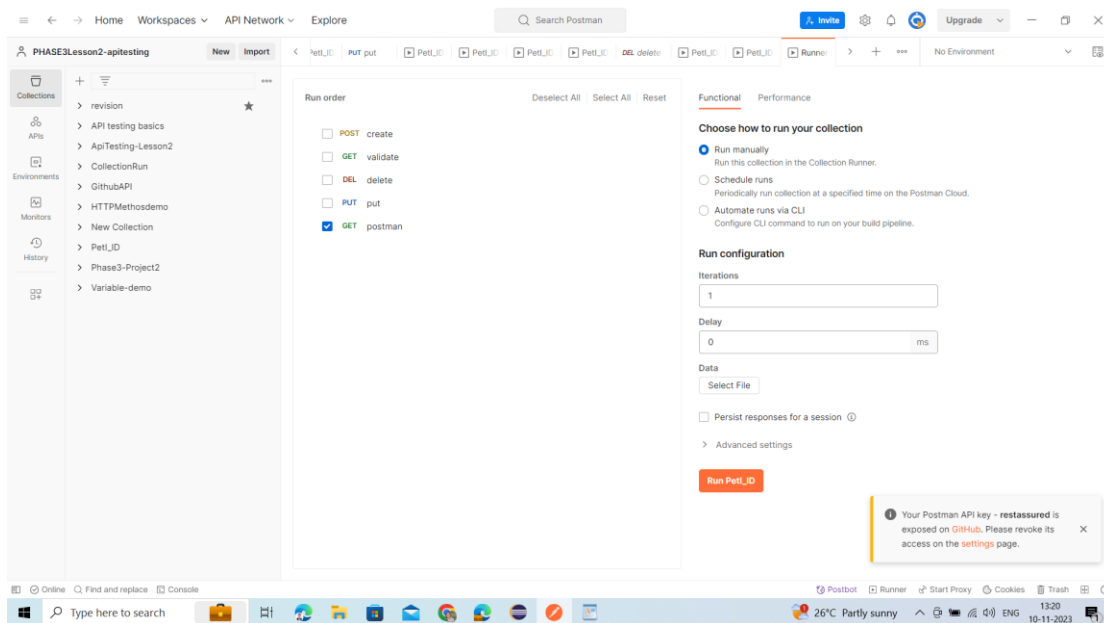 Home Workspaces API Network Explore Search Postman Invite Upgrade
PHASE3Lesson2-apitesting New Import PetI_ID PUT put PetI_ID PetI_ID PetI_ID PetI_ID DEL delete PetI_ID PetI_ID Runner No Environment
Collections
APIs
Environments
Monitors
History
revision
API testing basics
ApiTesting-Lesson2
CollectionRun
GithubAPI
HTTPMethosdemo
New Collection
PetI_ID
Phase3-Project2
Variable-demo
Run order Deselect All Select All Reset
POST create
GET validate
DEL delete
PUT put
GET postman
Functional Performance
Choose how to run your collection
Run manually
Run this collection in the Collection Runner.
Schedule runs
Periodically run collection at a specified time on the Postman Cloud.
Automate runs via CLI
Configure CLI command to run on your build pipeline.
Run configuration
Iterations
1
Delay
0 ms
Data
Select File
Persist responses for a session
Advanced settings
Run PetI_ID
Your Postman API key - restassured is
exposed on GitHub. Please revoke its
access on the settings page.
Online Find and replace Console Postbot Runner Start Proxy Cookies Trash
Type here to search 26°C Partly sunny ENG 13:20
10-11-2023